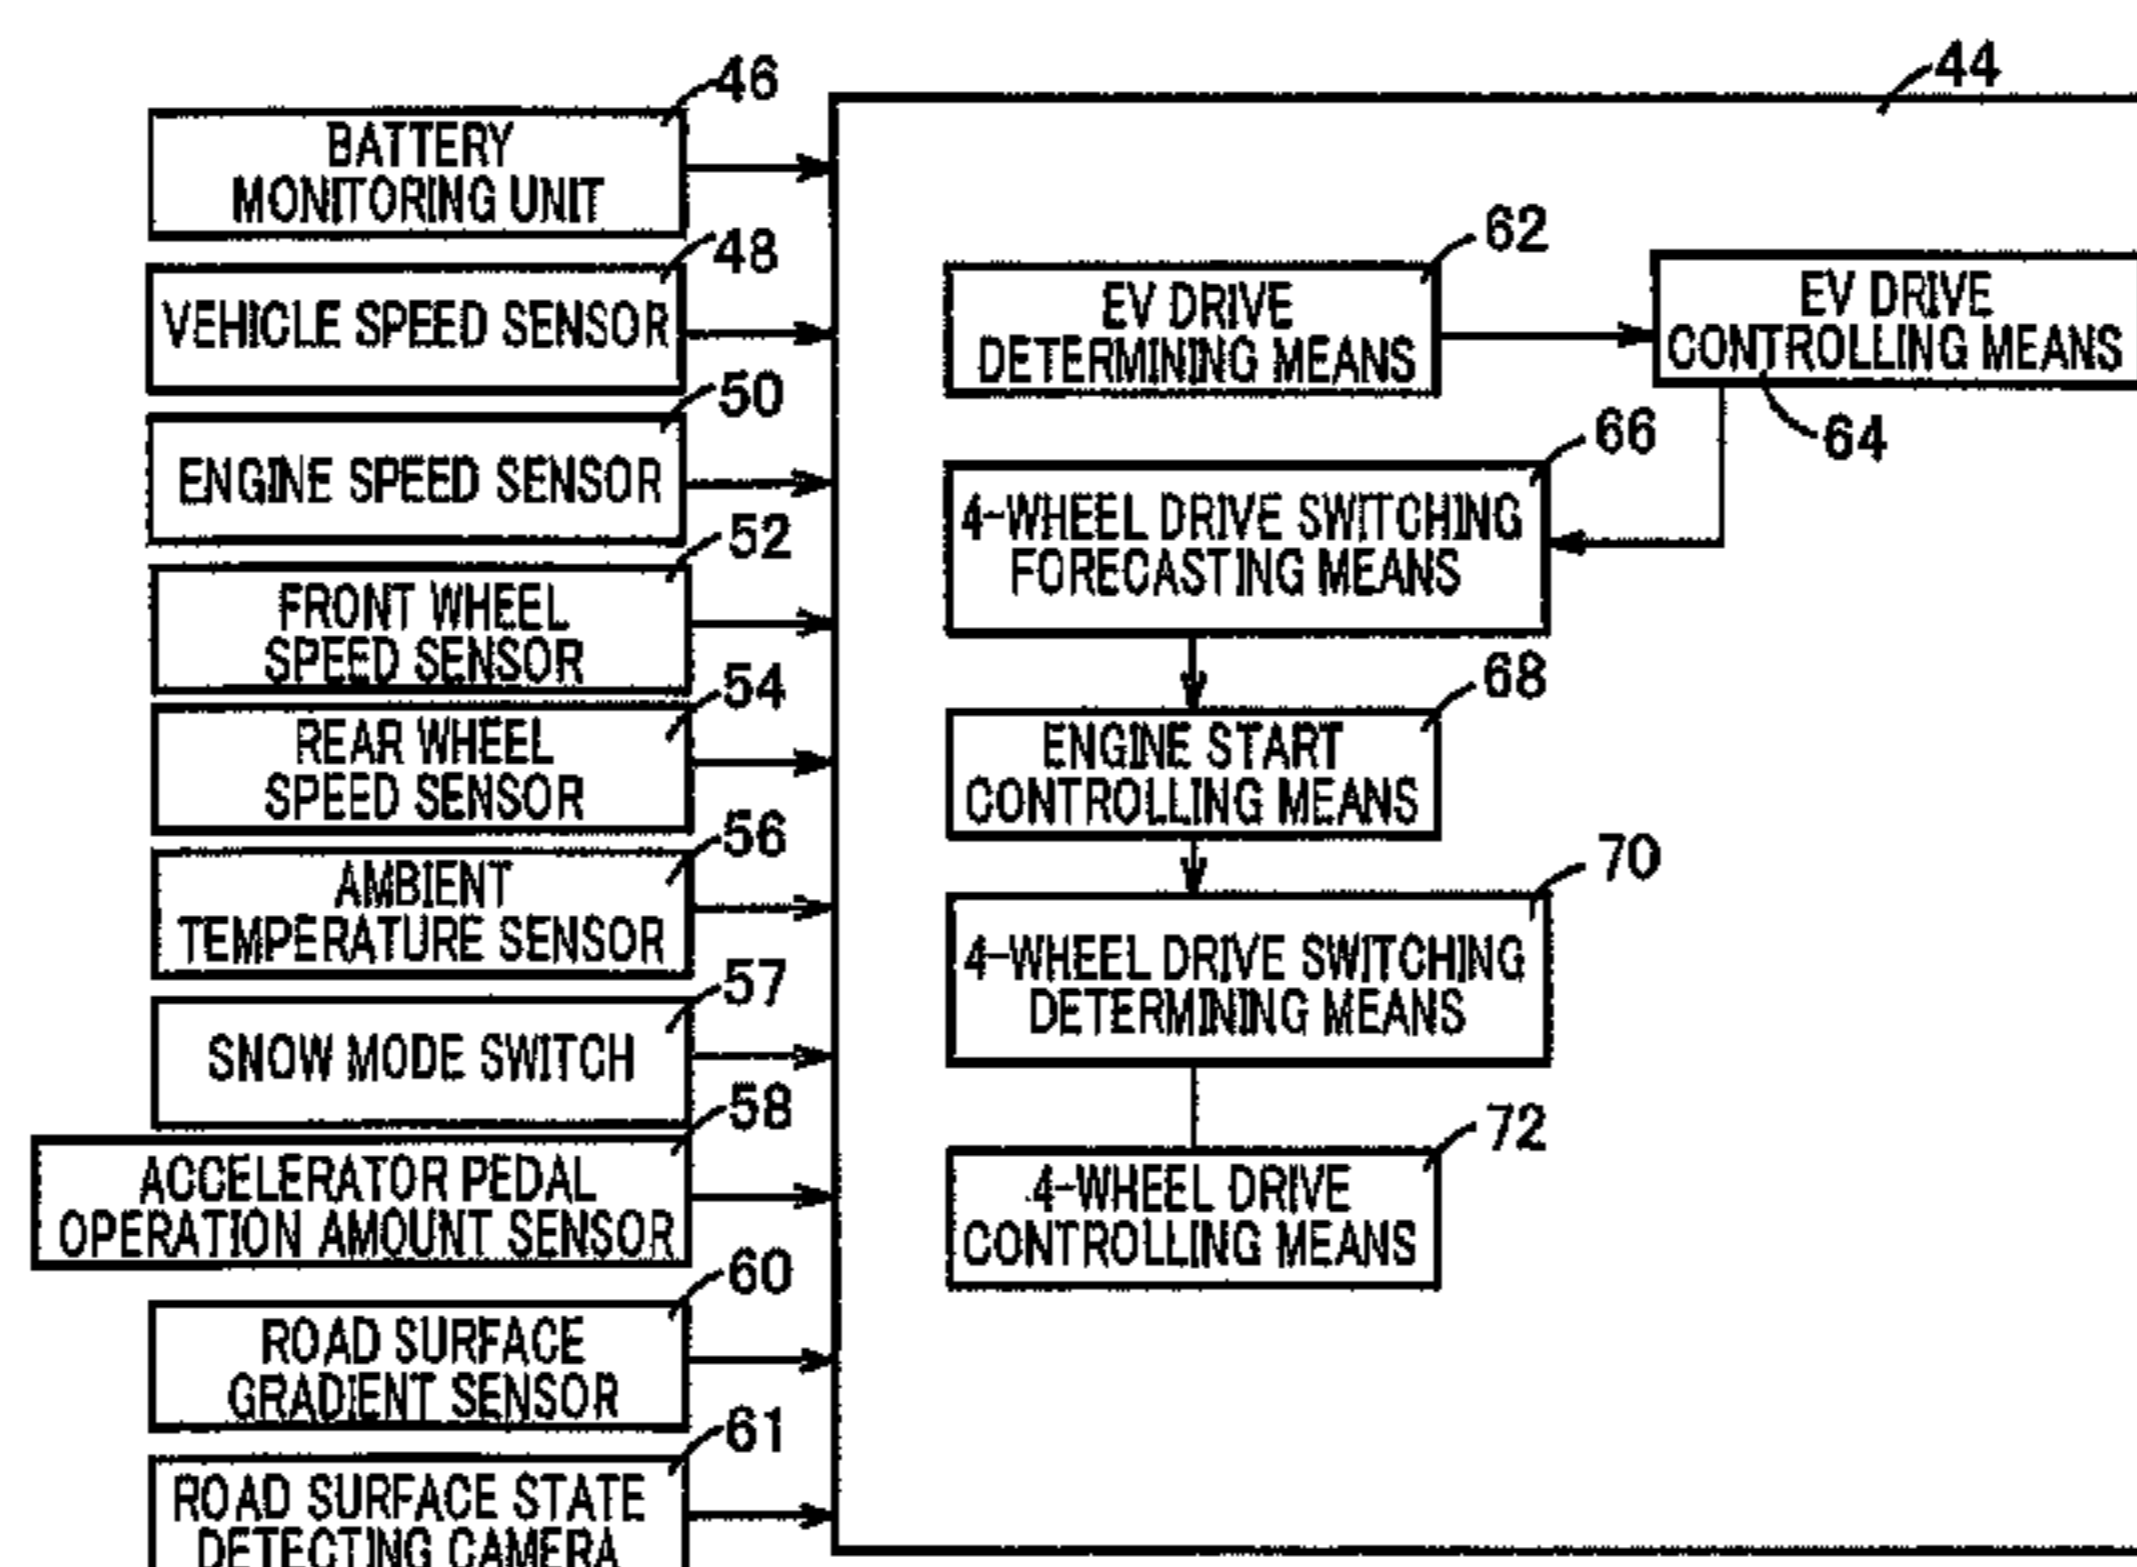 46
BATTERY
MONITORING UNIT
48
VEHICLE SPEED SENSOR
50
ENGINE SPEED SENSOR
52
FRONT WHEEL
SPEED SENSOR
54
REAR WHEEL
SPEED SENSOR
56
AMBIENT
TEMPERATURE SENSOR
57
SNOW MODE SWITCH
58
ACCELERATOR PEDAL
OPERATION AMOUNT SENSOR
60
ROAD SURFACE
GRADIENT SENSOR
61
ROAD SURFACE STATE
DETECTING CAMERA
44
62
EV DRIVE
DETERMINING MEANS
EV DRIVE
CONTROLLING MEANS
64
66
4-WHEEL DRIVE SWITCHING
FORECASTING MEANS
68
ENGINE START
CONTROLLING MEANS
70
4-WHEEL DRIVE SWITCHING
DETERMINING MEANS
72
4-WHEEL DRIVE
CONTROLLING MEANS